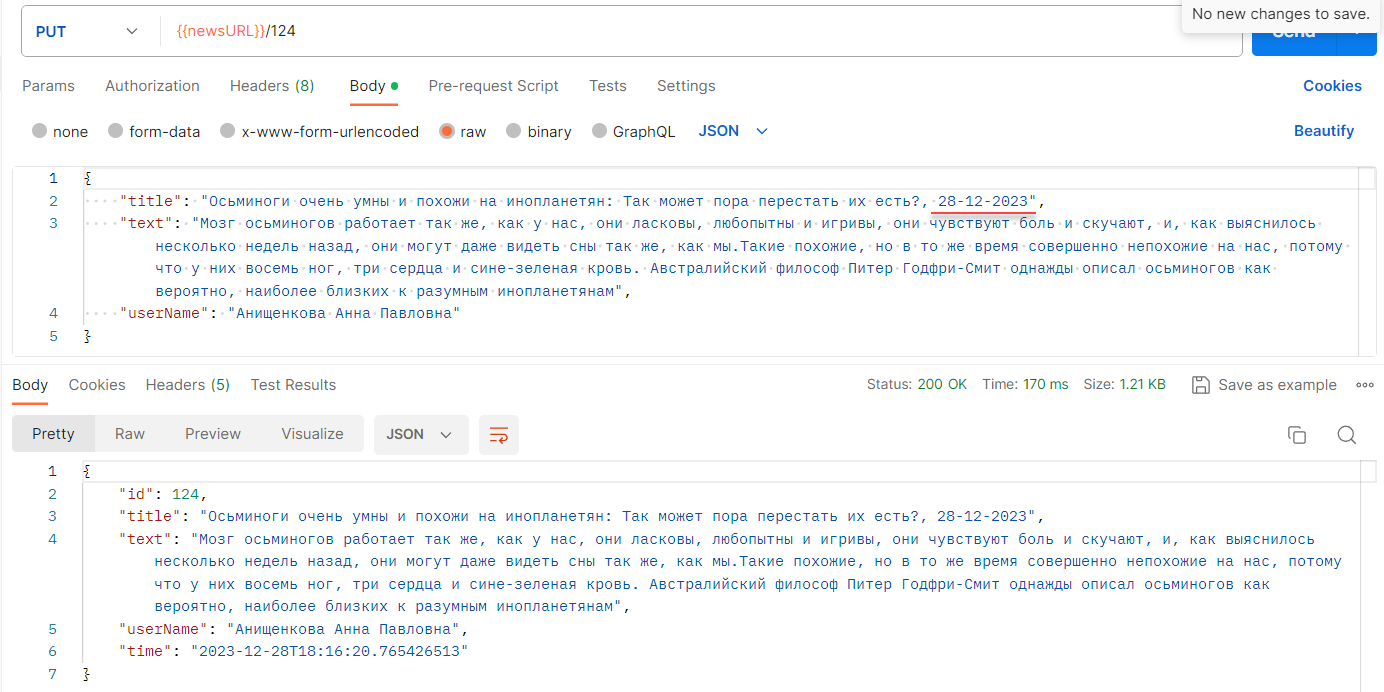 No new changes to save.
PUT {{newsURL}}/124 Send
Params Authorization Headers (8) Body Pre-request Script Tests Settings Cookies
none form-data x-www-form-urlencoded raw binary GraphQL JSON Beautify
1 {
2 "title": "Осьминоги очень умны и похожи на инопланетян: Так может пора перестать их есть?, 28-12-2023",
3 "text": "Мозг осьминогов работает так же, как у нас, они ласковы, любопытны и игривы, они чувствуют боль и скучают, и, как выяснилось
несколько недель назад, они могут даже видеть сны так же, как мы.Такие похожие, но в то же время совершенно непохожие на нас, потому
что у них восемь ног, три сердца и сине-зеленая кровь. Австралийский философ Питер Годфри-Смит однажды описал осьминогов как
вероятно, наиболее близких к разумным инопланетянам",
4 "userName": "Анищенкова Анна Павловна"
5 }
Body Cookies Headers (5) Test Results Status: 200 OK Time: 170 ms Size: 1.21 KB Save as example
Pretty Raw Preview Visualize JSON
1 {
2 "id": 124,
3 "title": "Осьминоги очень умны и похожи на инопланетян: Так может пора перестать их есть?, 28-12-2023",
4 "text": "Мозг осьминогов работает так же, как у нас, они ласковы, любопытны и игривы, они чувствуют боль и скучают, и, как выяснилось
несколько недель назад, они могут даже видеть сны так же, как мы.Такие похожие, но в то же время совершенно непохожие на нас, потому
что у них восемь ног, три сердца и сине-зеленая кровь. Австралийский философ Питер Годфри-Смит однажды описал осьминогов как
вероятно, наиболее близких к разумным инопланетянам",
5 "userName": "Анищенкова Анна Павловна",
6 "time": "2023-12-28T18:16:20.765426513"
7 }